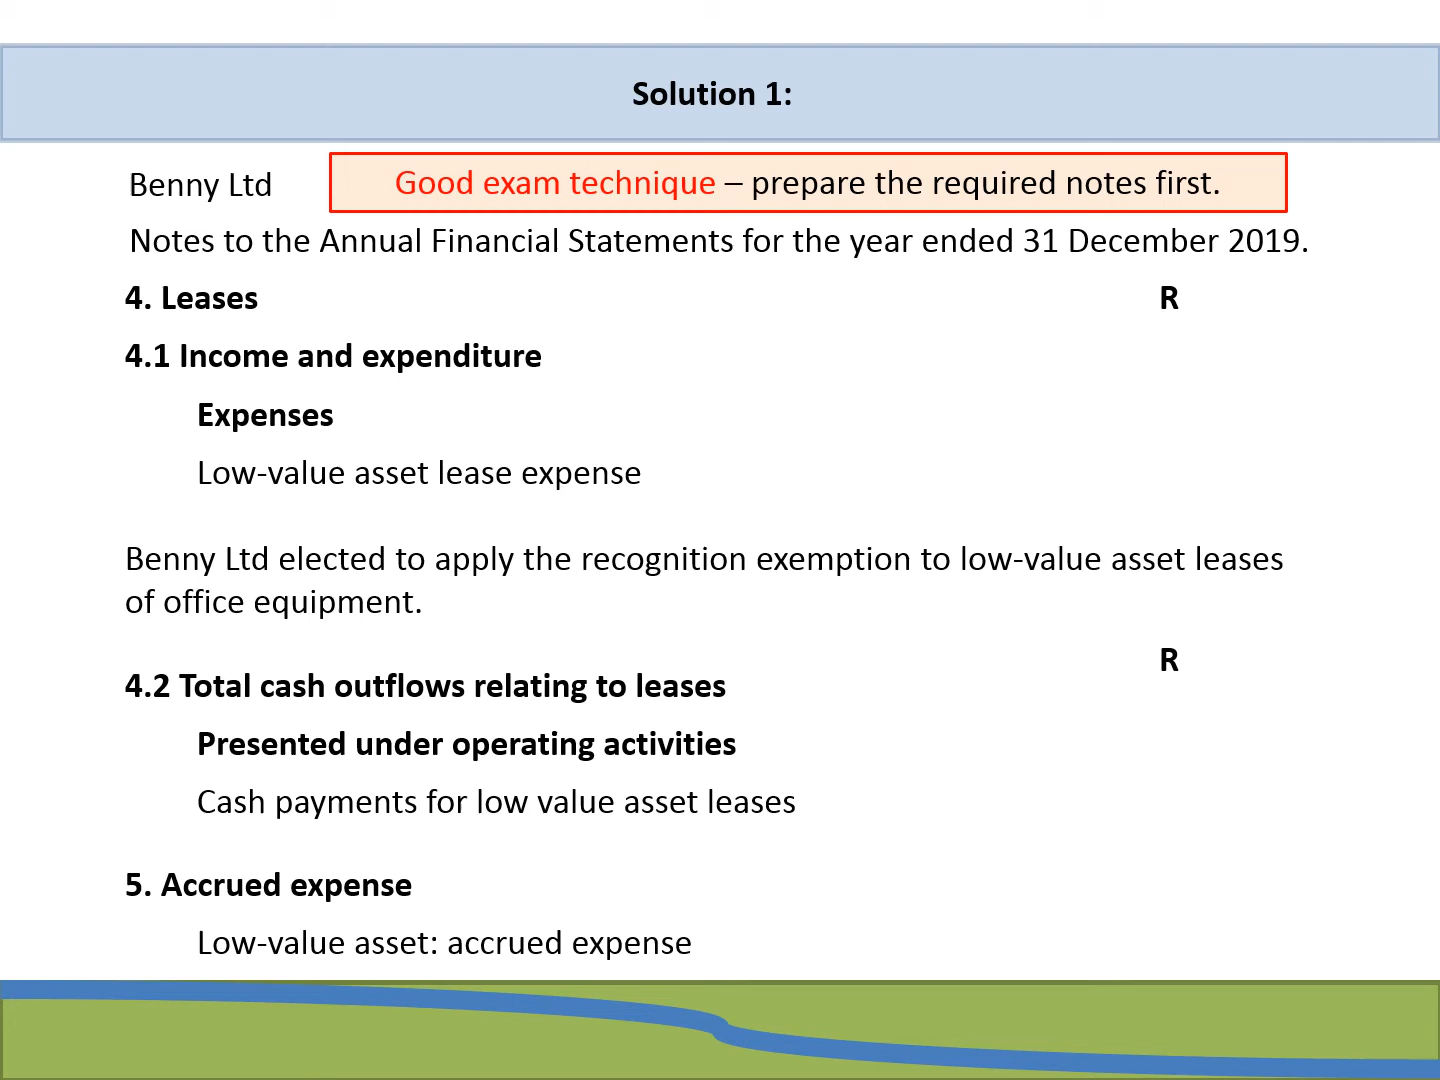 Solution 1:
Benny Ltd
Good exam technique – prepare the required notes first.
Notes to the Annual Financial Statements for the year ended 31 December 2019.
4. Leases R
4.1 Income and expenditure
Expenses
Low-value asset lease expense
Benny Ltd elected to apply the recognition exemption to low-value asset leases
of office equipment.
R
4.2 Total cash outflows relating to leases
Presented under operating activities
Cash payments for low value asset leases
5. Accrued expense
Low-value asset: accrued expense